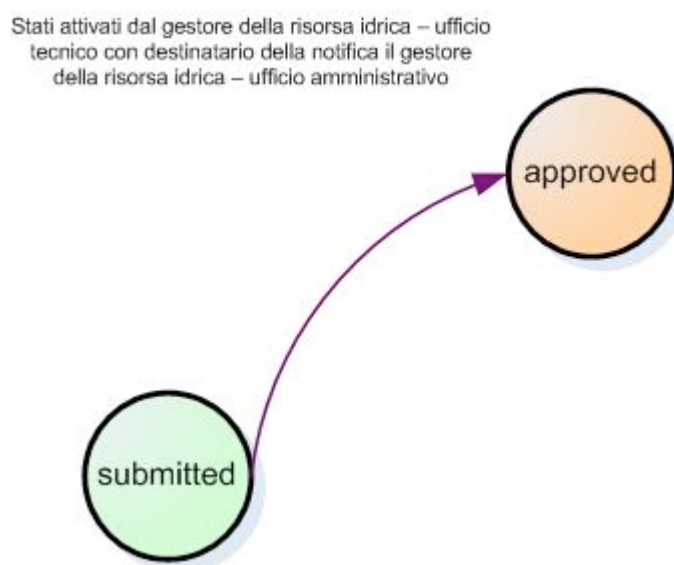 Stati attivati dal gestore della risorsa idrica – ufficio
tecnico con destinatario della notifica il gestore
della risorsa idrica – ufficio amministrativo
approved
submitted